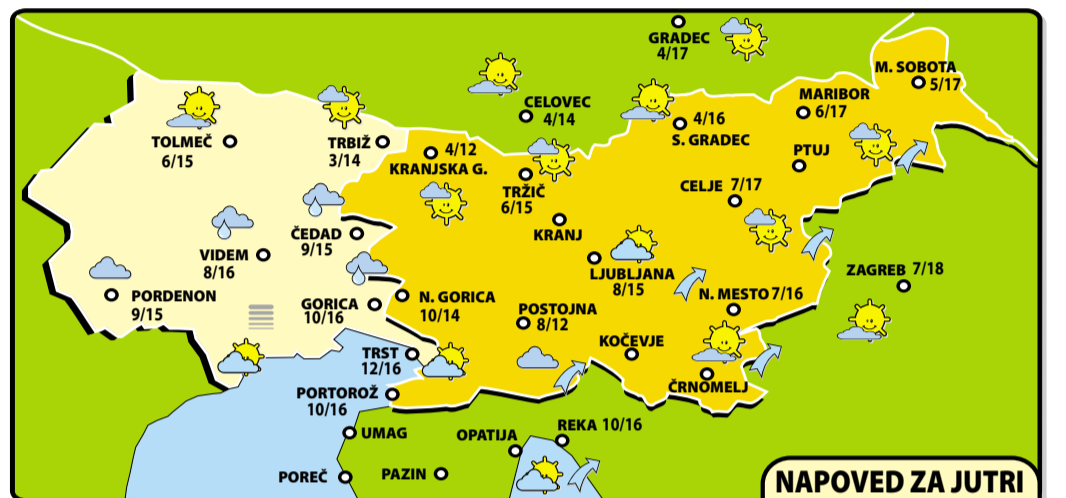 GRADEC
4/17
M. SOBOTA
5/17
MARIBOR
6/17
CELOVEC
4/14
4/16
S. GRADEC
TOLMEČ
6/15
TRBIŽ
3/14
4/12
KRANJSKA G.
PTUJ
TRŽIČ
6/15
CELJE 7/17
KRANJ
ČEDAD
9/15
VIDEM
8/16
LJUBLJANA
8/15
ZAGREB 7/18
PORDENON
9/15
GORICA
10/16
N. GORICA
10/14
N. MESTO 7/16
POSTOJNA
8/12
KOČEVJE
TRST
12/16
ČRNOMELJ
PORTOROŽ
10/16
UMAG
OPATIJA
REKA 10/16
POREČ
PAZIN
NAPOVED ZA JUTRI